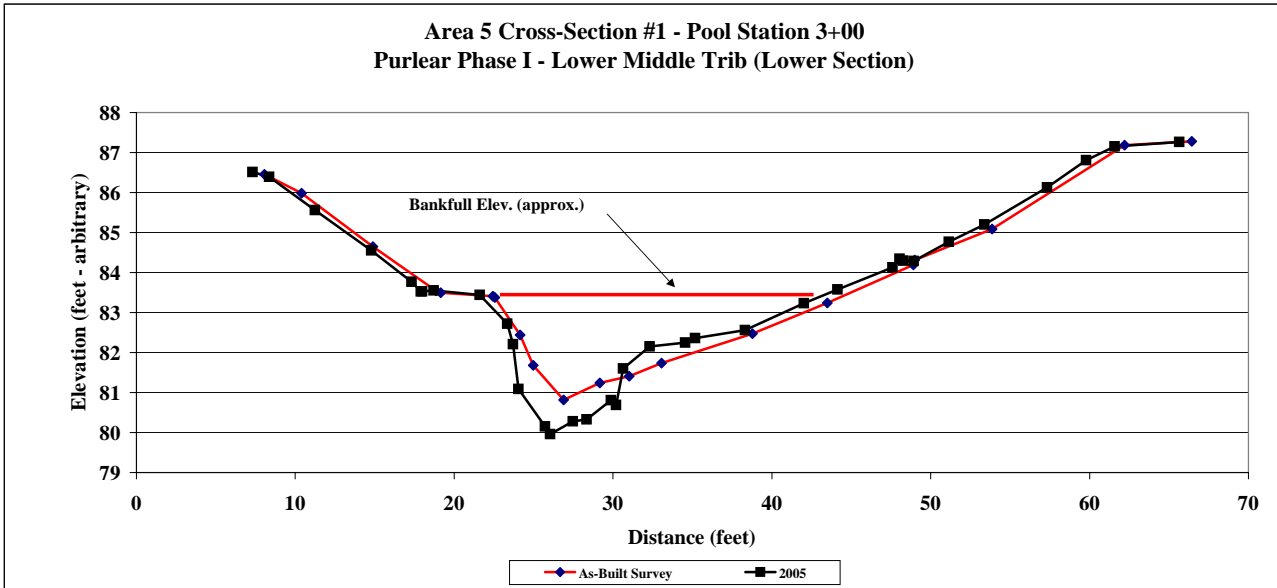 Area 5 Cross-Section #1 - Pool Station 3+00
Purlear Phase I - Lower Middle Trib (Lower Section)
88
87
86
85
84
83
82
81
80
79
Elevation (feet - arbitrary)
Bankfull Elev. (approx.)
0 10 20 30 40 50 60 70
Distance (feet)
As-Built Survey 2005